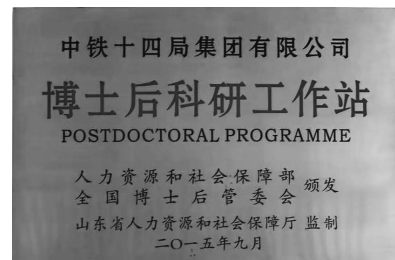 中铁十四局集团有限公司
博士后科研工作站
POSTDOCTORAL PROGRAMME
人力资源和社会保障部
全国博士后管委会 颁发
山东省人力资源和社会保障厅 监制
二〇一五年九月